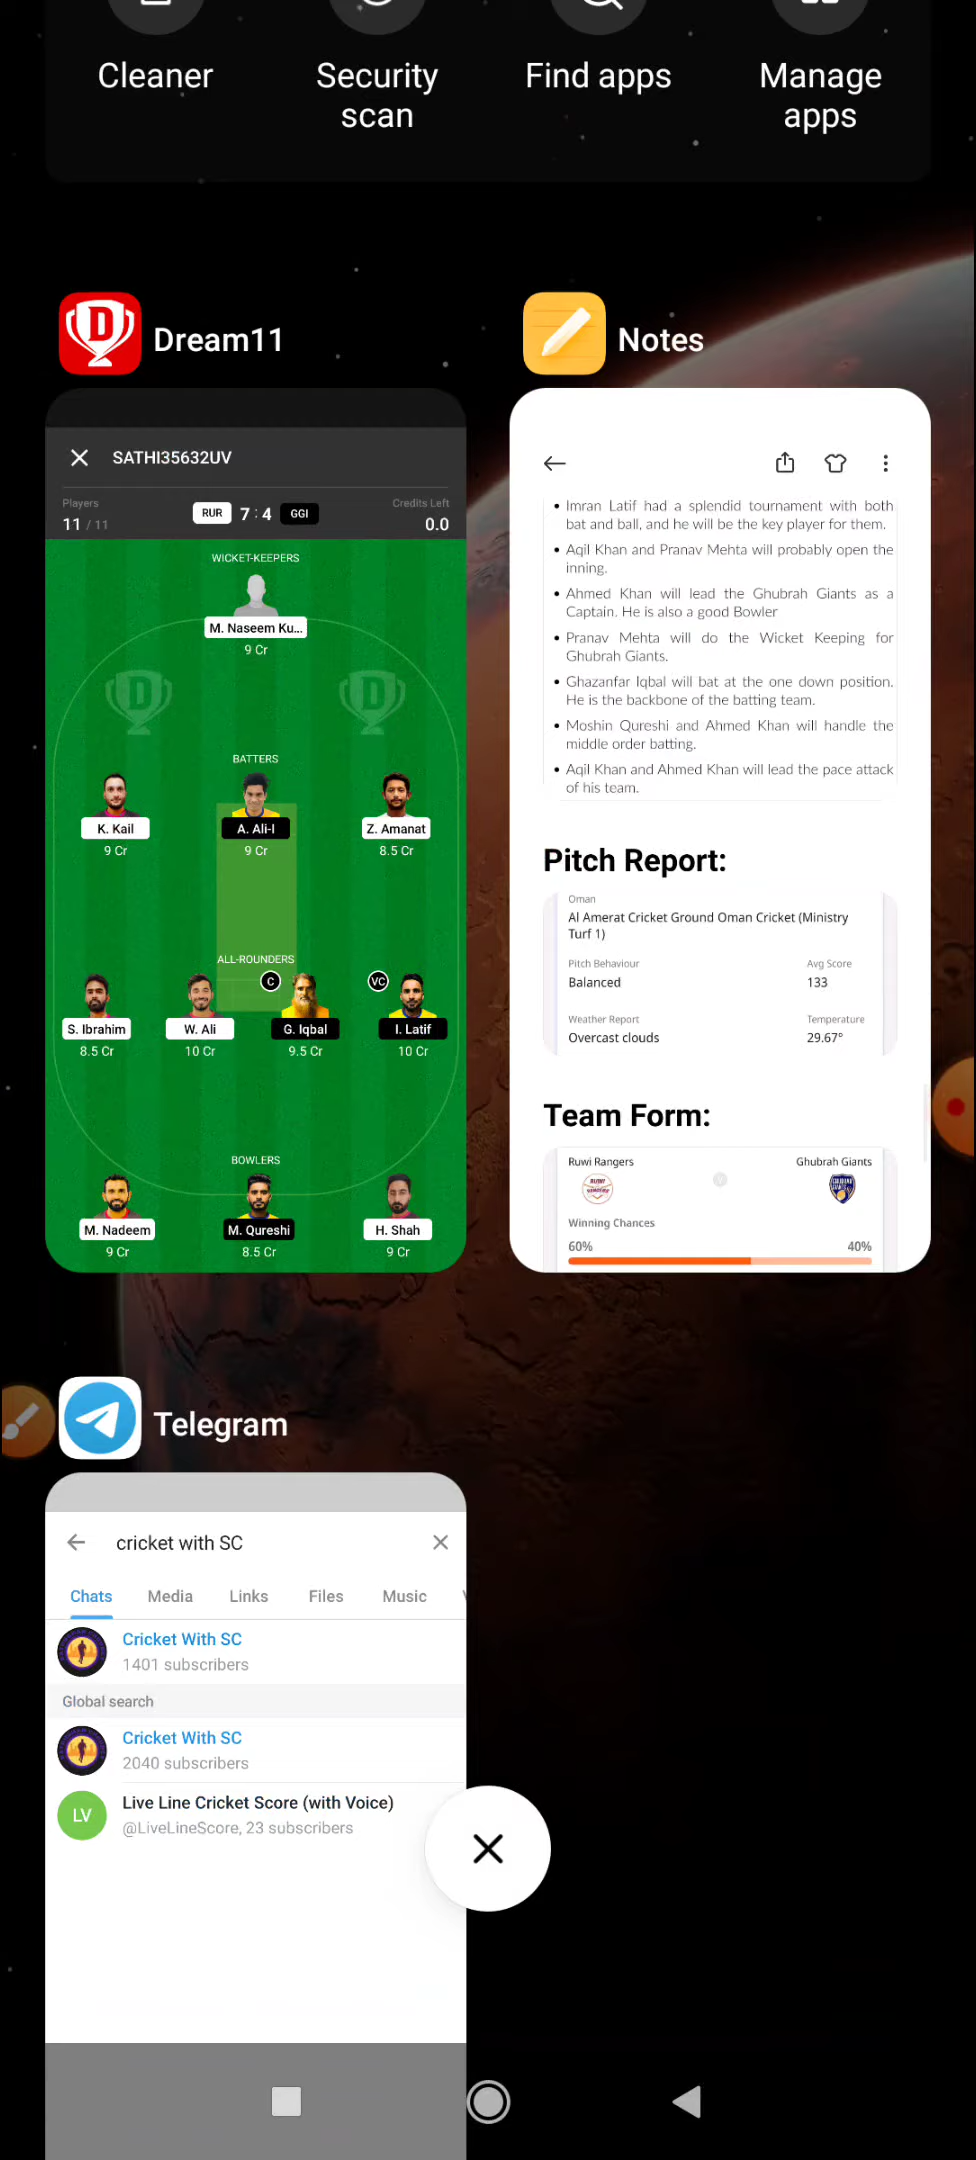 Cleaner
Security scan
Find apps
Manage apps
Dream11
SATHI35632UV
Players
11 / 11
RUR 7 : 4 GGI
Credits Left
0.0
WICKET-KEEPERS
M. Naseem Ku...
9 Cr
BATTERS
K. Kail
9 Cr
A. Ali-I
9 Cr
Z. Amanat
8.5 Cr
ALL-ROUNDERS
C
VC
S. Ibrahim
8.5 Cr
W. Ali
10 Cr
G. Iqbal
9.5 Cr
I. Latif
10 Cr
BOWLERS
M. Nadeem
9 Cr
M. Qureshi
8.5 Cr
H. Shah
9 Cr
Notes
• Imran Latif had a splendid tournament with both
bat and ball, and he will be the key player for them.
• Aqil Khan and Pranav Mehta will probably open the
inning.
• Ahmed Khan will lead the Ghubrah Giants as a
Captain. He is also a good Bowler
• Pranav Mehta will do the Wicket Keeping for
Ghubrah Giants.
• Ghazanfar Iqbal will bat at the one down position.
He is the backbone of the batting team.
• Moshin Qureshi and Ahmed Khan will handle the
middle order batting.
• Aqil Khan and Ahmed Khan will lead the pace attack
of his team.
Pitch Report:
Oman
Al Amerat Cricket Ground Oman Cricket (Ministry
Turf 1)
Pitch Behaviour
Avg Score
Balanced
133
Weather Report
Temperature
Overcast clouds
29.67°
Team Form:
Ruwi Rangers
Ghubrah Giants
Winning Chances
60%
40%
Telegram
cricket with SC
Chats Media Links Files Music
Cricket With SC
1401 subscribers
Global search
Cricket With SC
2040 subscribers
LV
Live Line Cricket Score (with Voice)
@LiveLineScore, 23 subscribers